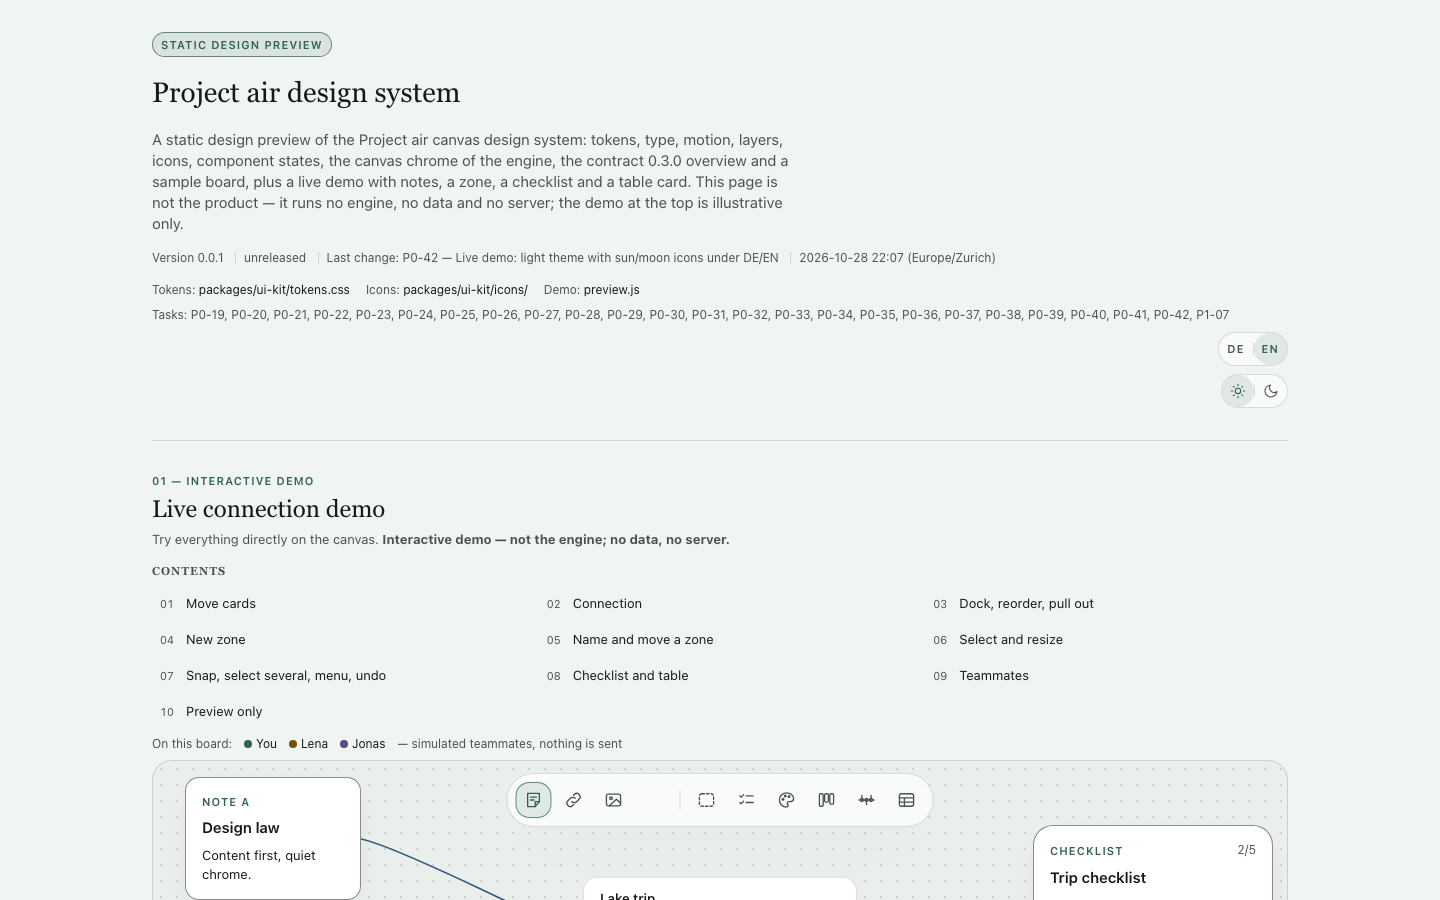 STATIC DESIGN PREVIEW
Project air design system
A static design preview of the Project air canvas design system: tokens, type, motion, layers,
icons, component states, the canvas chrome of the engine, the contract 0.3.0 overview and a
sample board, plus a live demo with notes, a zone, a checklist and a table card. This page is
not the product — it runs no engine, no data and no server; the demo at the top is illustrative
only.
Version 0.0.1 unreleased Last change: P0-42 — Live demo: light theme with sun/moon icons under DE/EN 2026-10-28 22:07 (Europe/Zurich)
Tokens: packages/ui-kit/tokens.css Icons: packages/ui-kit/icons/ Demo: preview.js
Tasks: P0-19, P0-20, P0-21, P0-22, P0-23, P0-24, P0-25, P0-26, P0-27, P0-28, P0-29, P0-30, P0-31, P0-32, P0-33, P0-34, P0-35, P0-36, P0-37, P0-38, P0-39, P0-40, P0-41, P0-42, P1-07
DE EN
01 — INTERACTIVE DEMO
Live connection demo
Try everything directly on the canvas. Interactive demo — not the engine; no data, no server.
CONTENTS
01 Move cards
02 Connection
03 Dock, reorder, pull out
04 New zone
05 Name and move a zone
06 Select and resize
07 Snap, select several, menu, undo
08 Checklist and table
09 Teammates
10 Preview only
On this board: You Lena Jonas — simulated teammates, nothing is sent
NOTE A
Design law
Content first, quiet
chrome.
Lake trip
CHECKLIST 2/5
Trip checklist